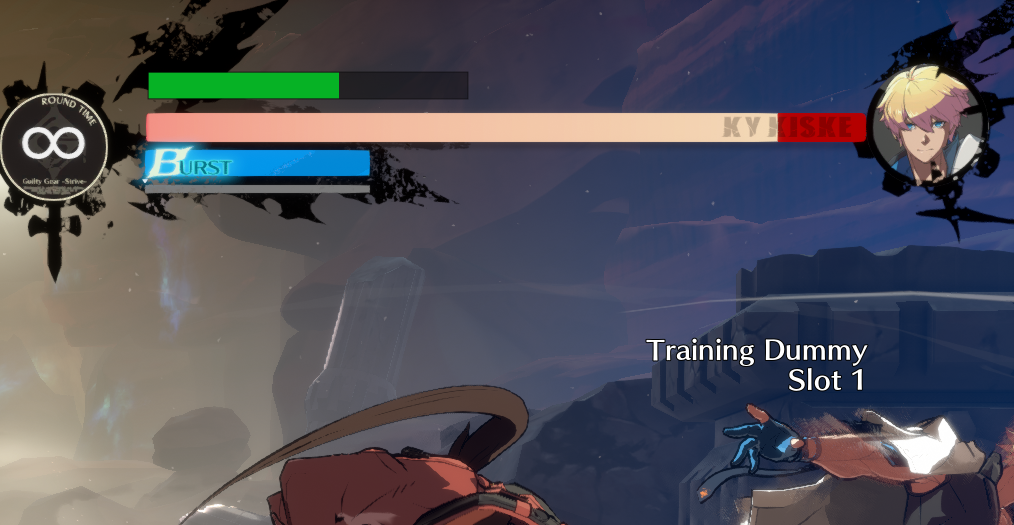 ROUND TIME
∞
Guilty Gear -Strive-
KY KISKE
BURST
Training Dummy
Slot 1